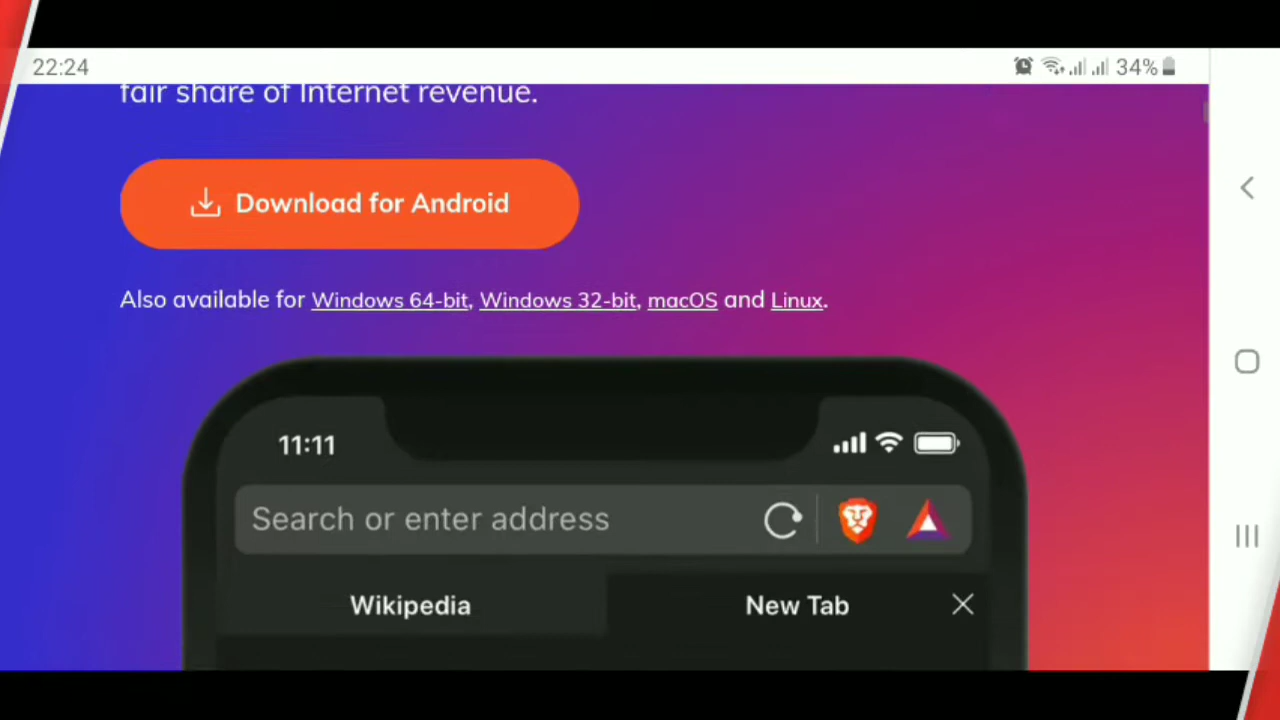 22:24
34%
fair share of Internet revenue.
Download for Android
Also available for Windows 64-bit, Windows 32-bit, macOS and Linux.
11:11
Search or enter address
Wikipedia
New Tab